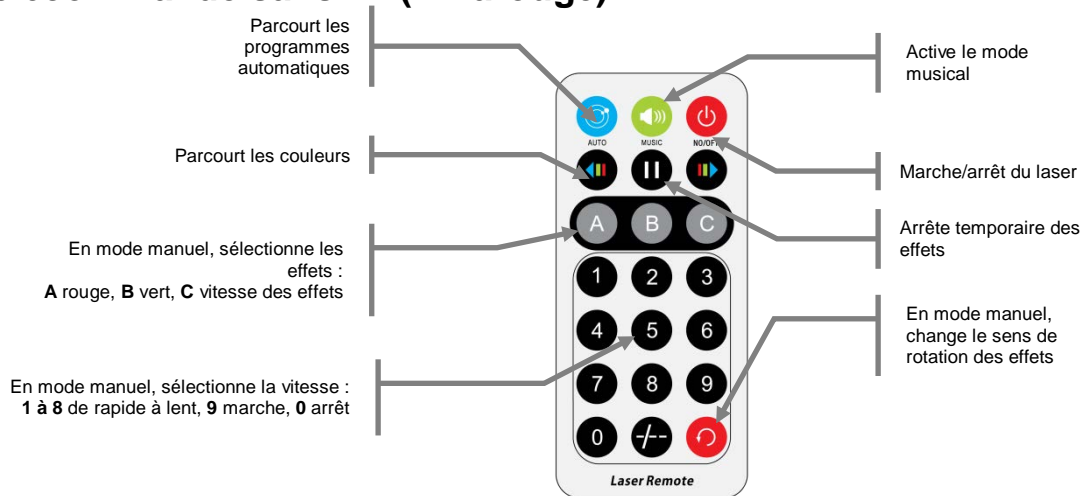 Parcourt les
programmes
automatiques
Active le mode
musical
Parcourt les couleurs
Marche/arrêt du laser
Arrête temporaire des
effets
En mode manuel, sélectionne les
effets :
A rouge, B vert, C vitesse des effets
En mode manuel,
change le sens de
rotation des effets
En mode manuel, sélectionne la vitesse :
1 à 8 de rapide à lent, 9 marche, 0 arrêt
AUTO MUSIC NO/OFF
A B C
1 2 3
4 5 6
7 8 9
0 -/--
Laser Remote